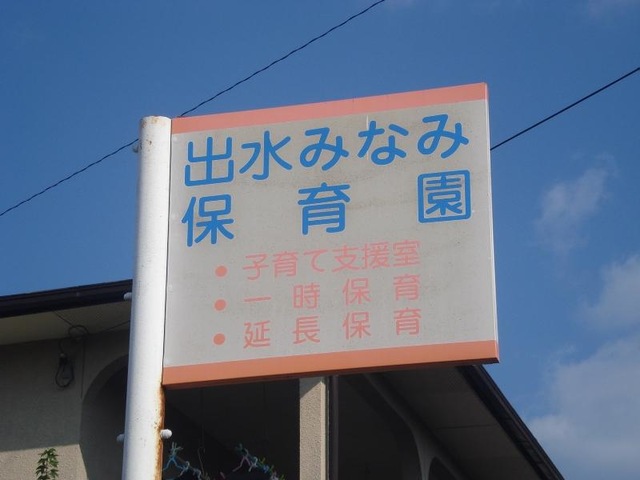 出水みなみ
保育園
● 子育て支援室
● 一時保育
● 延長保育